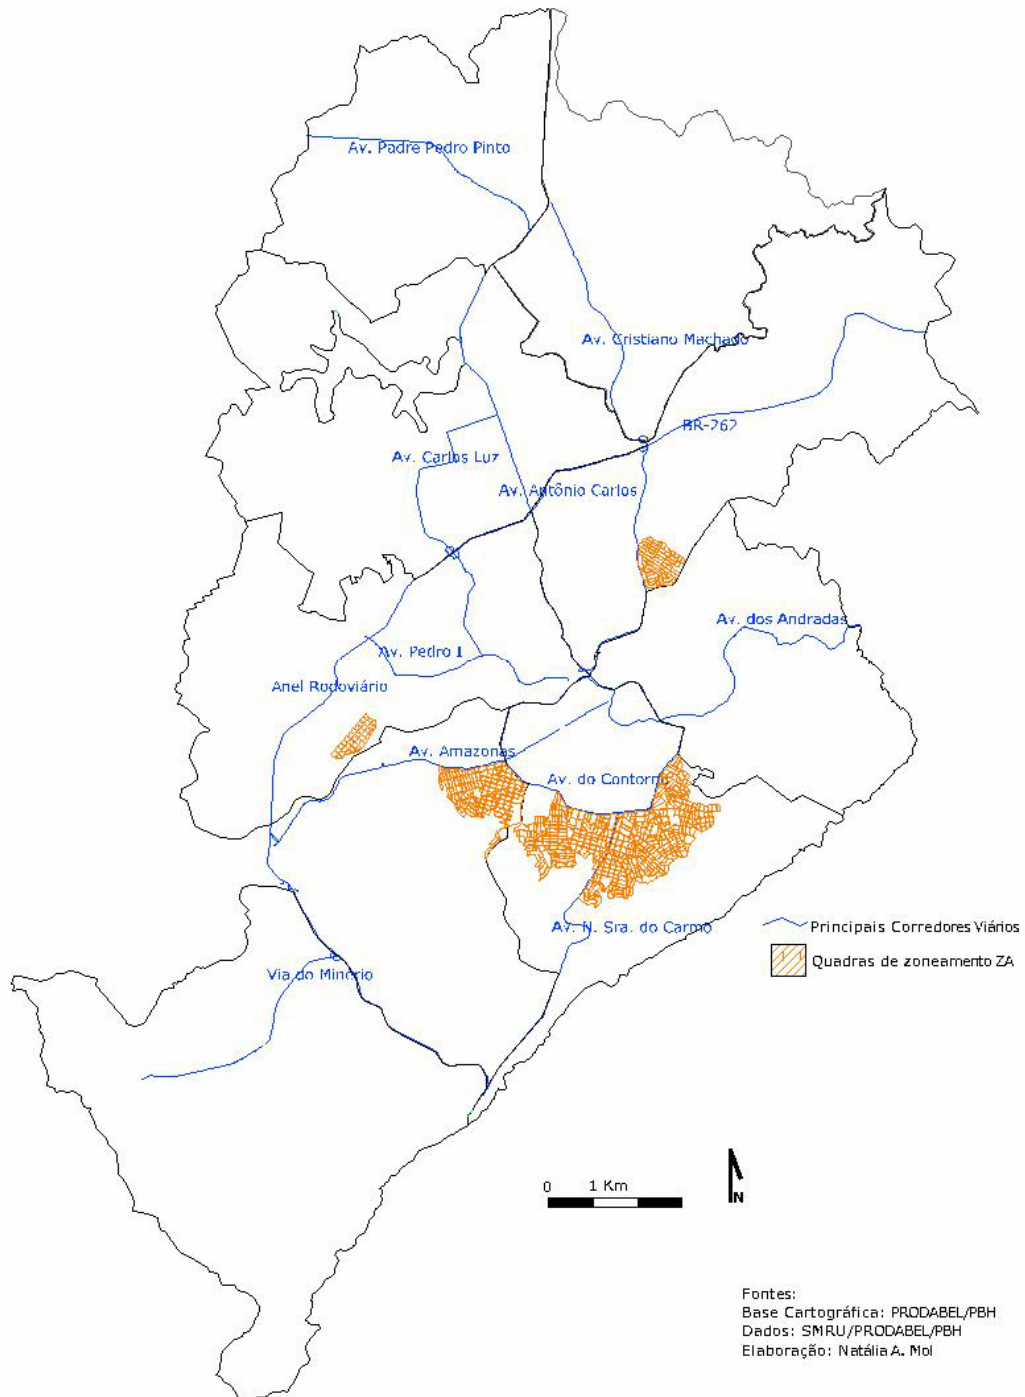 Av. Padre Pedro Pinto
Av. Cristiano Machado
BR-262
Av. Carlos Luz
Av. Antônio Carlos
Av. dos Andradas
Av. Pedro I
Anel Rodoviário
Av. Amazonas
Av. do Contorno
Av. N. Sra. do Carmo
Principais Corredores Viários
Quadras de zoneamento ZA
Via do Minério
0 1 Km
N
Fontes:
Base Cartográfica: PRODABEL/PBH
Dados: SMRU/PRODABEL/PBH
Elaboração: Natália A. Mol